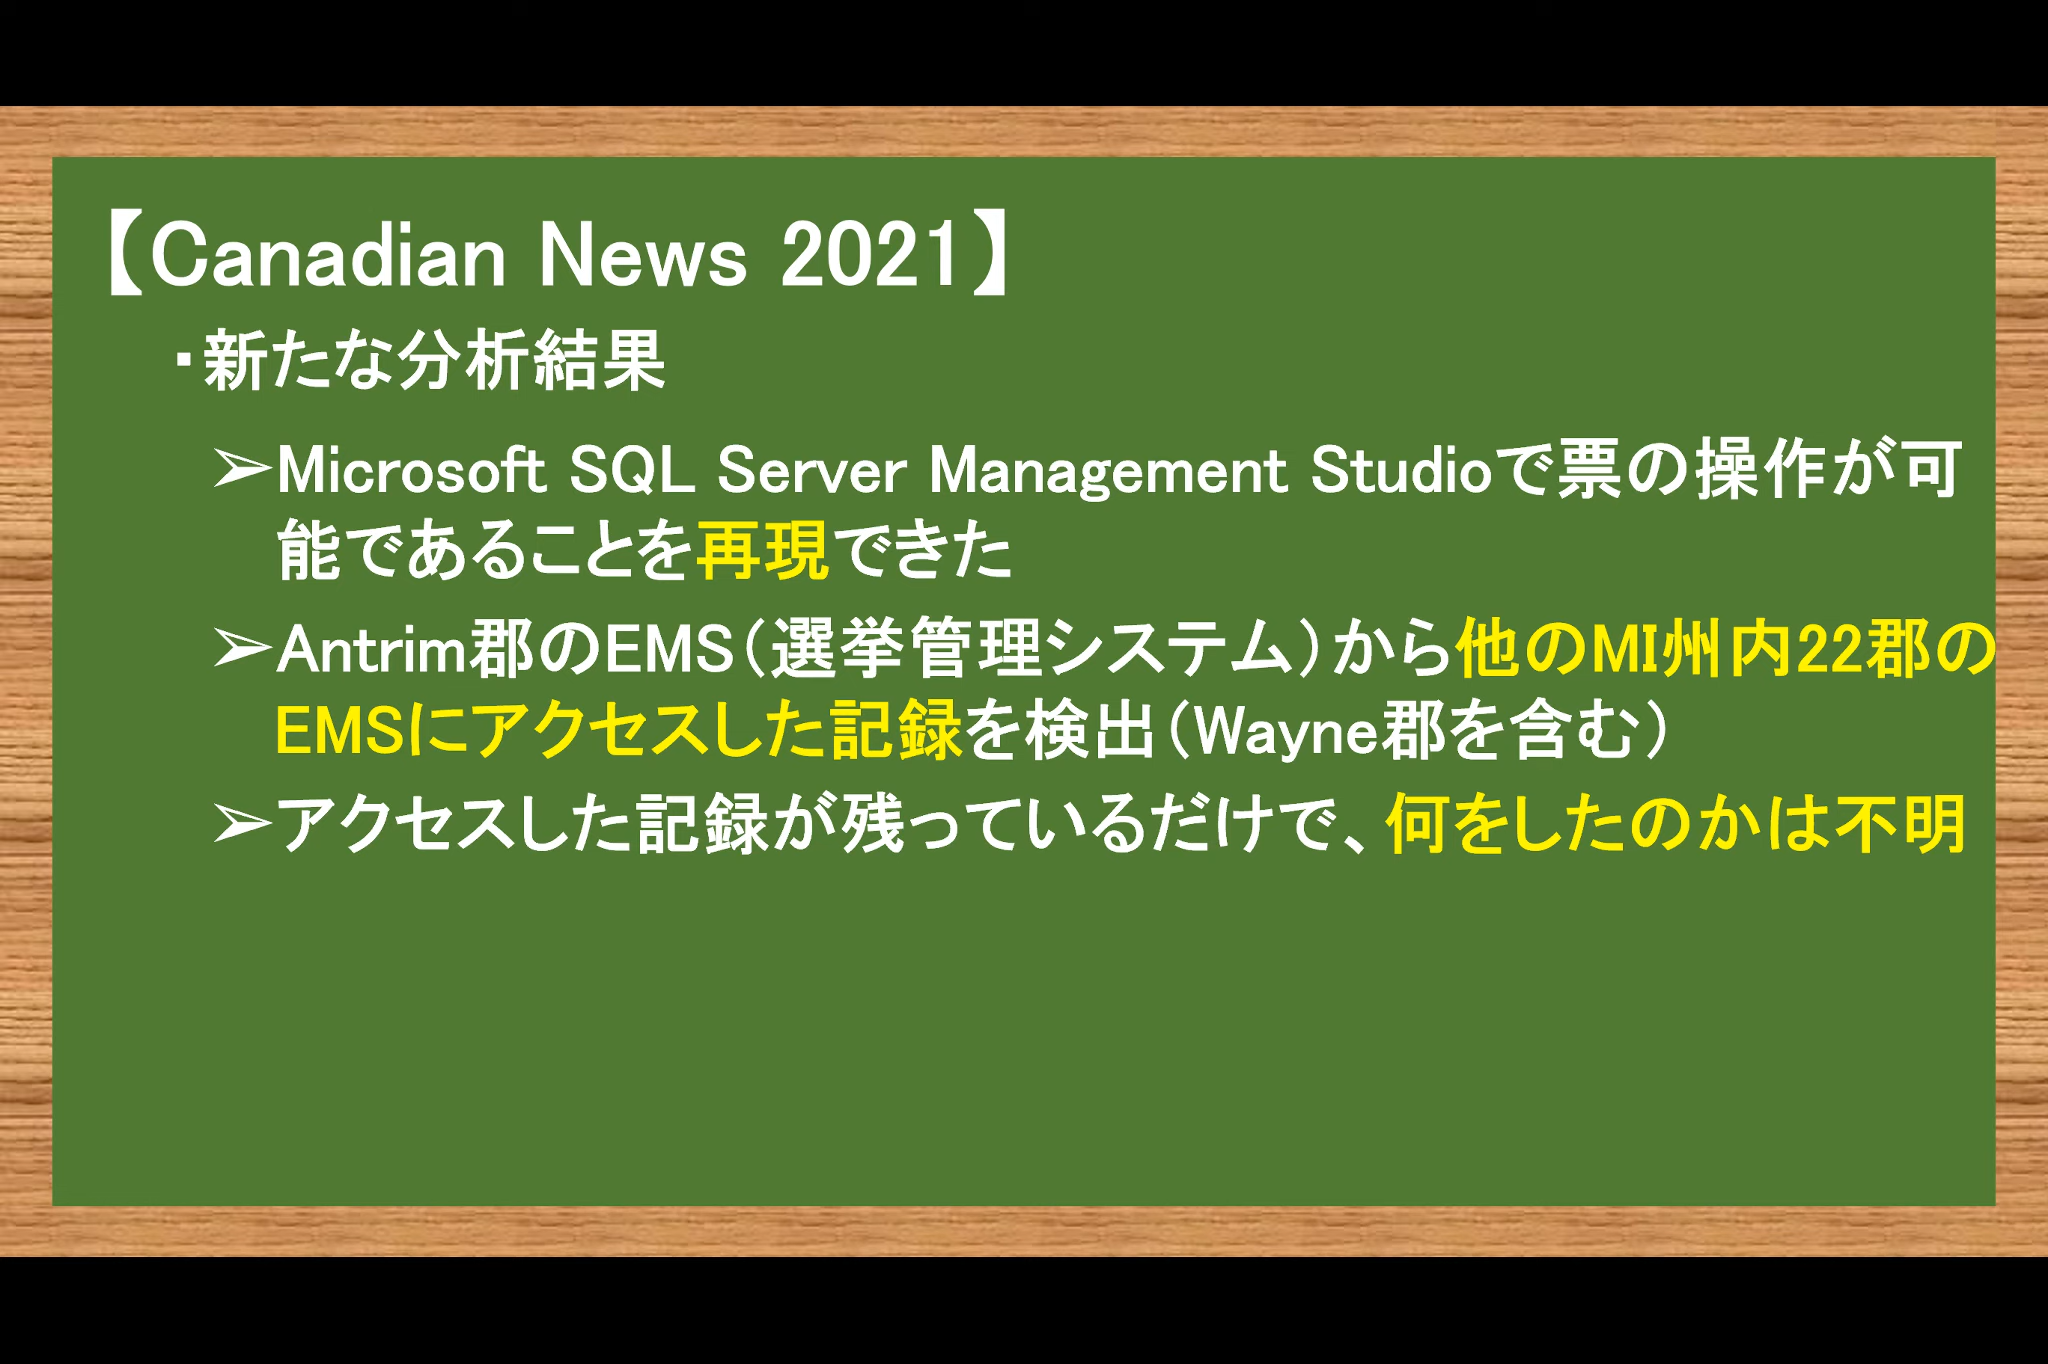 【Canadian News 2021】
・新たな分析結果
➢Microsoft SQL Server Management Studioで票の操作が可
能であることを再現できた
➢Antrim郡のEMS（選挙管理システム）から他のMI州内22郡の
EMSにアクセスした記録を検出（Wayne郡を含む）
➢アクセスした記録が残っているだけで、何をしたのかは不明